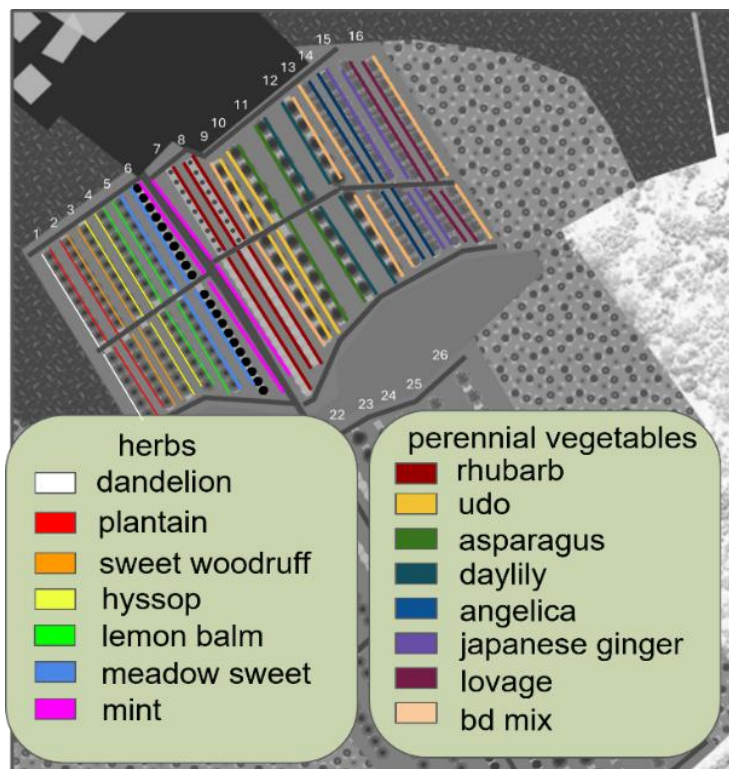 16
15
14
13
12
11
10
9
8
7
6
5
4
3
2
1
26
25
24
23
22
herbs
dandelion
plantain
sweet woodruff
hyssop
lemon balm
meadow sweet
mint
perennial vegetables
rhubarb
udo
asparagus
daylily
angelica
japanese ginger
lovage
bd mix